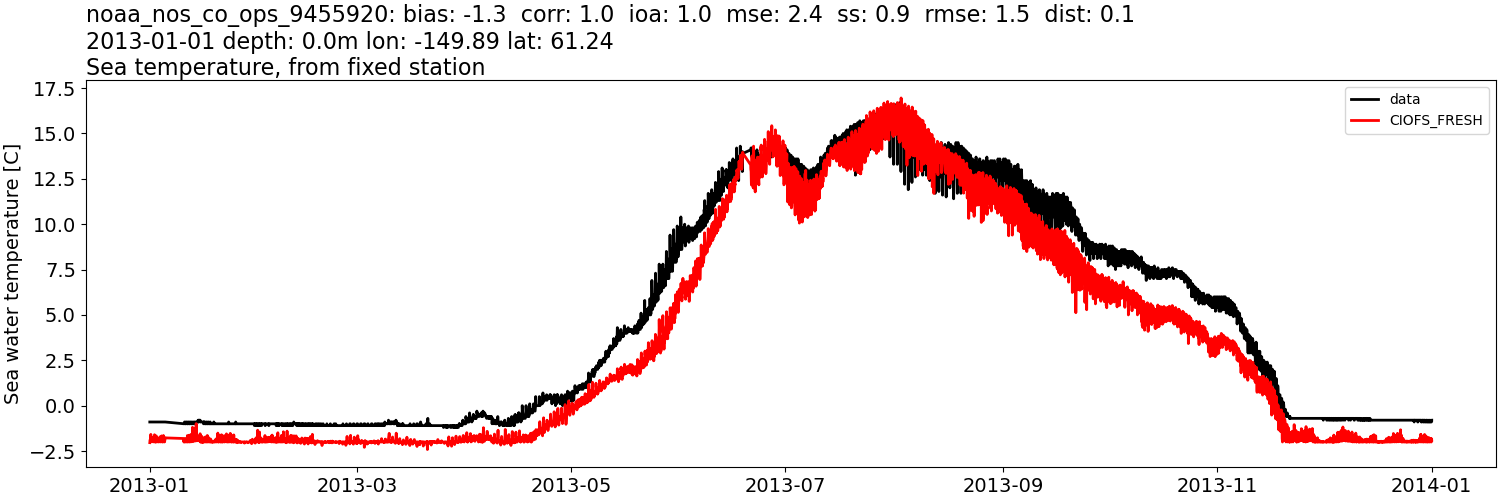 noaa_nos_co_ops_9455920: bias: -1.3  corr: 1.0  ioa: 1.0  mse: 2.4  ss: 0.9  rmse: 1.5  dist: 0.1
2013-01-01 depth: 0.0m lon: -149.89 lat: 61.24
Sea temperature, from fixed station
Sea water temperature [C]
17.5
15.0
12.5
10.0
7.5
5.0
2.5
0.0
−2.5
data
CIOFS_FRESH
2013-01
2013-03
2013-05
2013-07
2013-09
2013-11
2014-01